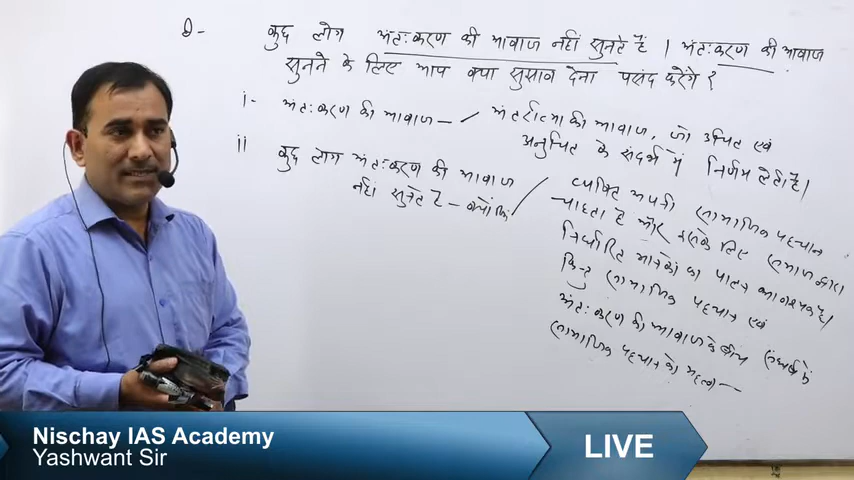 Q- कुछ लोग अंतःकरण की आवाज नहीं सुनते हैं । अंतःकरण की आवाज
सुनने के लिए आप क्या सुझाव देना पसंद करेंगे ?
i- अंतःकरण की आवाज - अंतरात्मा की आवाज, जो उचित एवं
अनुचित के संदर्भ में निर्णय लेती है।
ii कुछ लोग अंतःकरण की आवाज
नहीं सुनते है - क्योंकि
व्यक्ति अपनी सामाजिक पहचान
चाहता है और इसके लिए समाज द्वारा
निर्धारित मानकों का पालन आवश्यक है।
किन्तु सामाजिक पहचान एवं
अंतःकरण की आवाज के बीच संघर्ष में
सामाजिक पहचान को महत्व -
Nischay IAS Academy
Yashwant Sir
LIVE